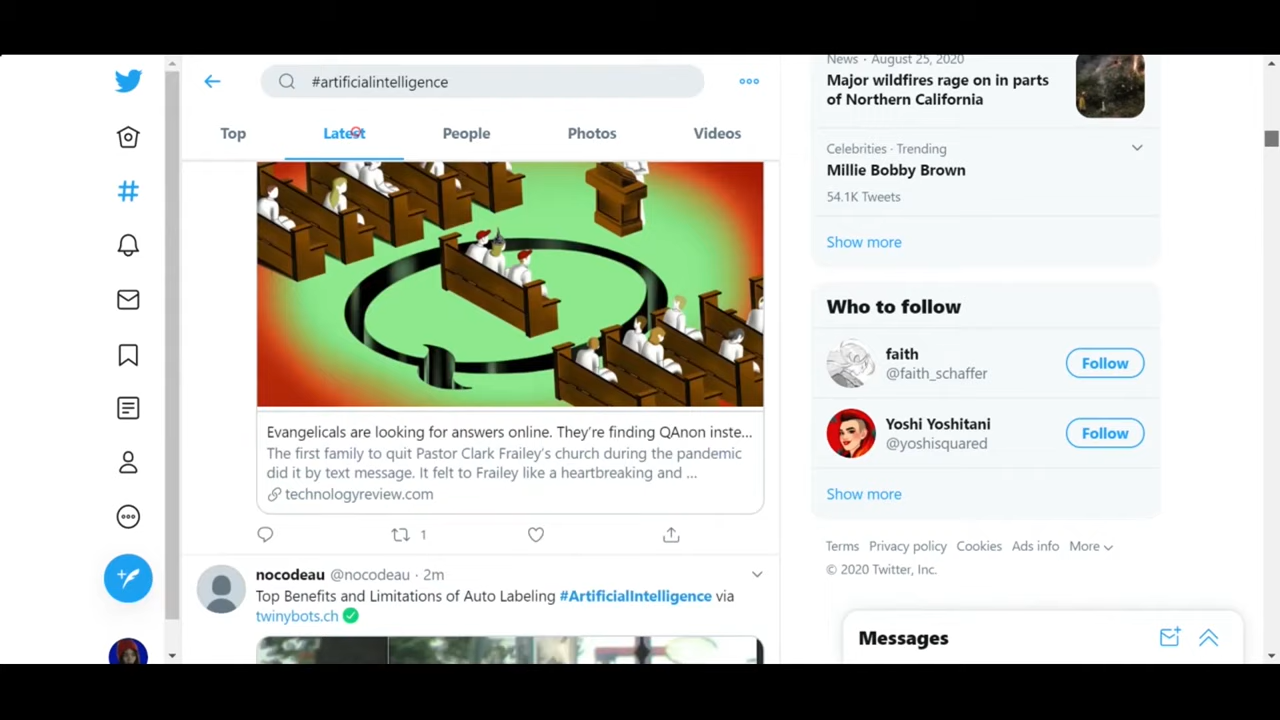 #artificialintelligence
Top
Latest
People
Photos
Videos
Evangelicals are looking for answers online. They're finding QAnon inste...
The first family to quit Pastor Clark Frailey's church during the pandemic
did it by text message. It felt to Frailey like a heartbreaking and ...
technologyreview.com
1
nocodeau @nocodeau · 2m
Top Benefits and Limitations of Auto Labeling #ArtificialIntelligence via
twinybots.ch
News · August 25, 2020
Major wildfires rage on in parts
of Northern California
Celebrities · Trending
Millie Bobby Brown
54.1K Tweets
Show more
Who to follow
faith
@faith_schaffer
Follow
Yoshi Yoshitani
@yoshisquared
Follow
Show more
Terms Privacy policy Cookies Ads info More
© 2020 Twitter, Inc.
Messages